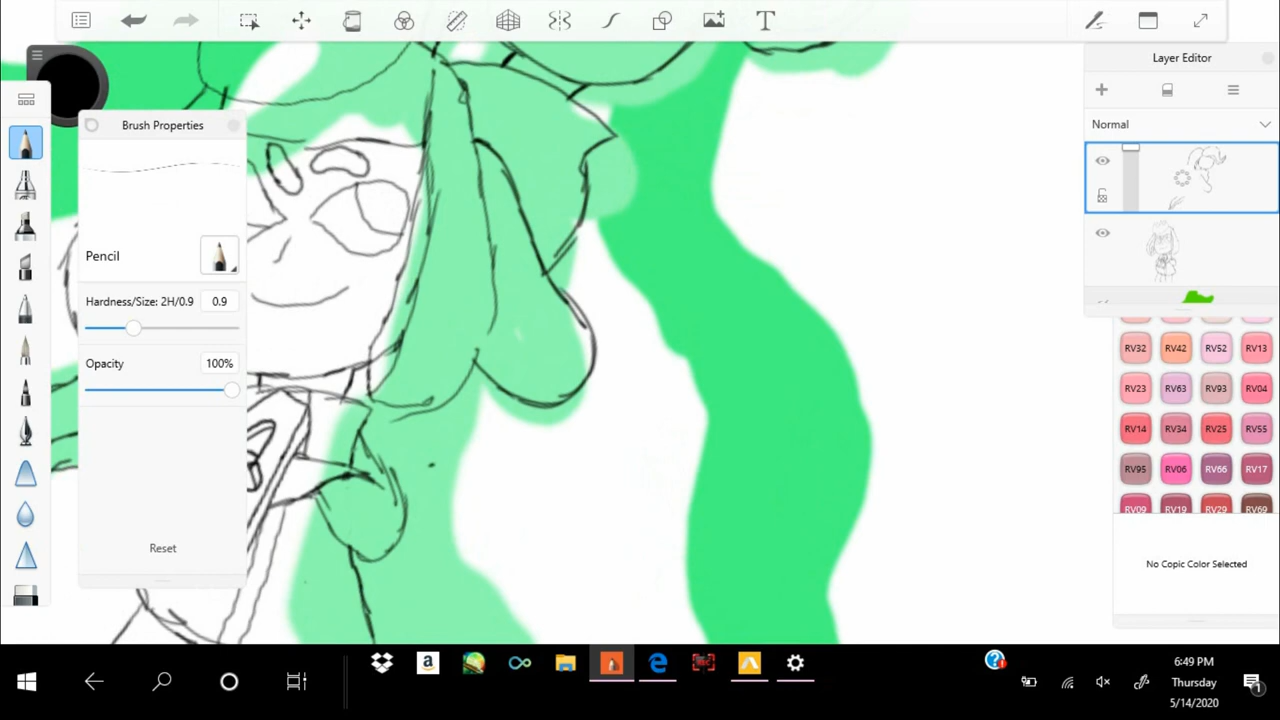 Layer Editor
Brush Properties
Normal
Pencil
Hardness/Size: 2H/0.9
0.9
Opacity
100%
Reset
RV32
RV42
RV52
RV13
RV23
RV63
RV93
RV04
RV14
RV34
RV25
RV55
RV95
RV06
RV66
RV17
RV09
RV19
RV29
RV69
No Copic Color Selected
6:49 PM
Thursday
5/14/2020